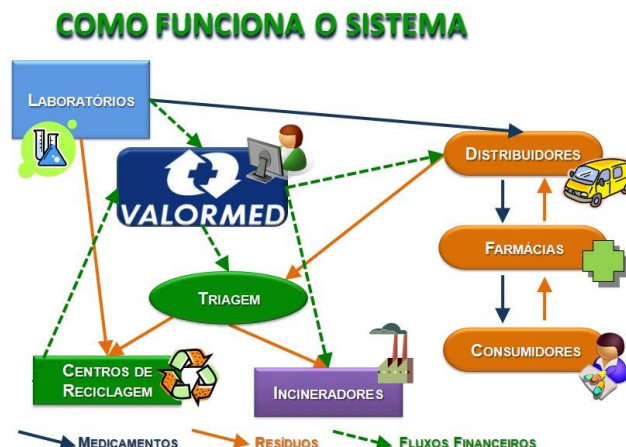 COMO FUNCIONA O SISTEMA
LABORATÓRIOS
DISTRIBUIDORES
VALORMED
FARMÁCIAS
TRIAGEM
CONSUMIDORES
CENTROS DE
RECICLAGEM
INCINERADORES
MEDICAMENTOS
RESÍDUOS
FLUXOS FINANCEIROS